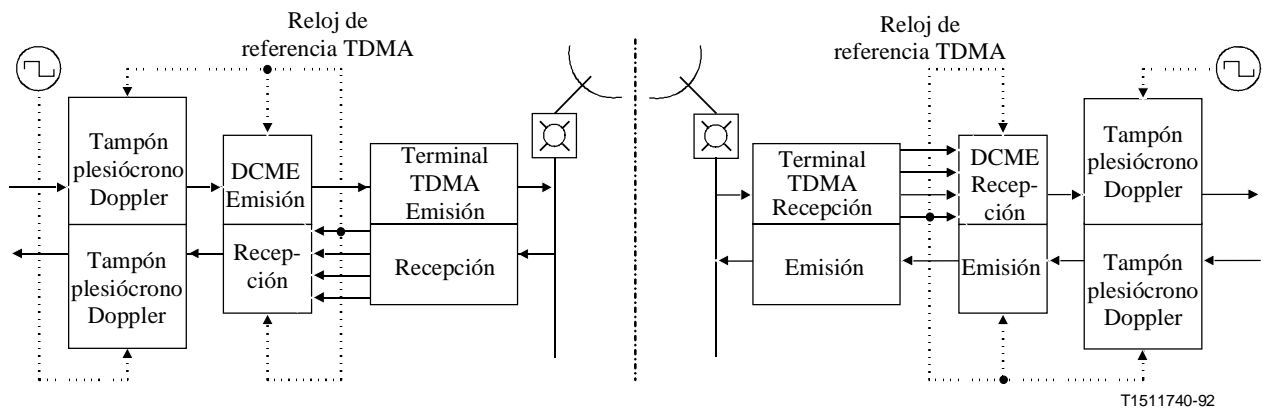 Reloj de
referencia TDMA
Tampón
plesiócrono
Doppler
DCME
Emisión
Terminal
TDMA
Emisión
Tampón
plesiócrono
Doppler
Recep-
ción
Recepción
Reloj de
referencia TDMA
Terminal
TDMA
Recepción
DCME
Recep-
ción
Tampón
plesiócrono
Doppler
Emisión
Emisión
Tampón
plesiócrono
Doppler
T1511740-92